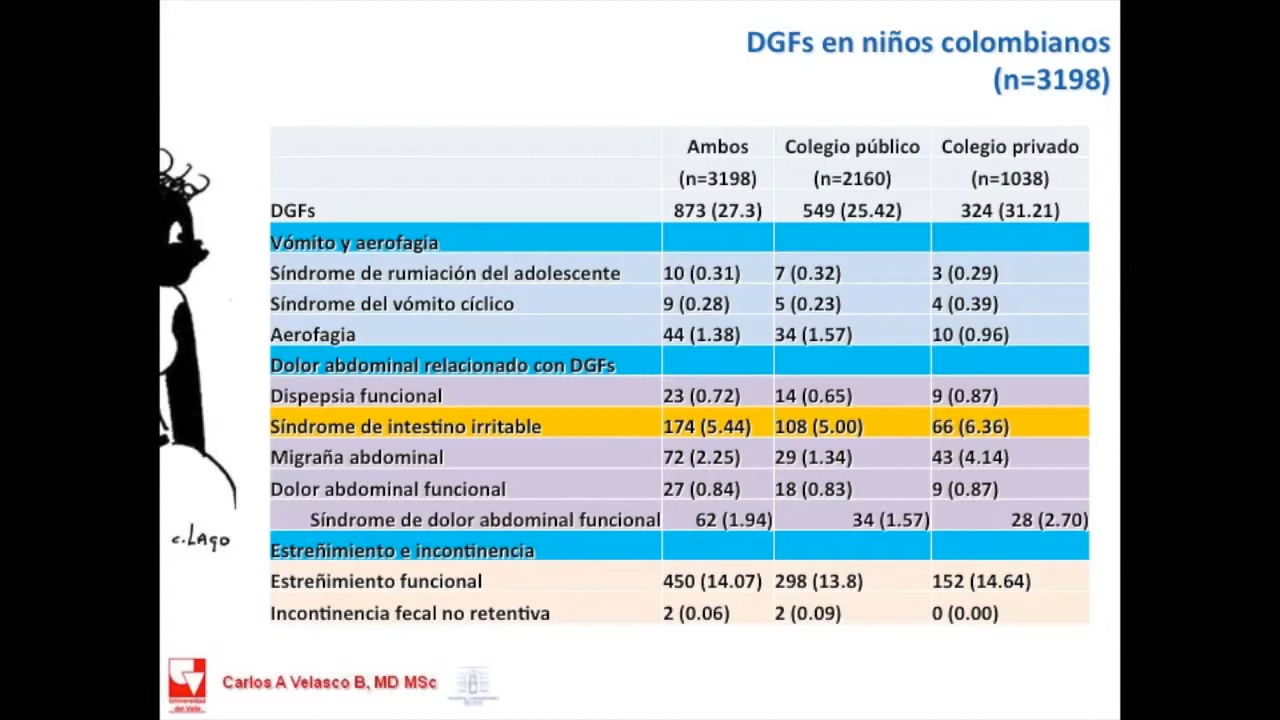 DGFs en niños colombianos
(n=3198)
Ambos Colegio público Colegio privado
(n=3198) (n=2160) (n=1038)
DGFs 873 (27.3) 549 (25.42) 324 (31.21)
Vómito y aerofagia
Síndrome de rumiación del adolescente 10 (0.31) 7 (0.32) 3 (0.29)
Síndrome del vómito cíclico 9 (0.28) 5 (0.23) 4 (0.39)
Aerofagia 44 (1.38) 34 (1.57) 10 (0.96)
Dolor abdominal relacionado con DGFs
Dispepsia funcional 23 (0.72) 14 (0.65) 9 (0.87)
Síndrome de intestino irritable 174 (5.44) 108 (5.00) 66 (6.36)
Migraña abdominal 72 (2.25) 29 (1.34) 43 (4.14)
Dolor abdominal funcional 27 (0.84) 18 (0.83) 9 (0.87)
Síndrome de dolor abdominal funcional 62 (1.94) 34 (1.57) 28 (2.70)
Estreñimiento e incontinencia
Estreñimiento funcional 450 (14.07) 298 (13.8) 152 (14.64)
Incontinencia fecal no retentiva 2 (0.06) 2 (0.09) 0 (0.00)
c.Lago
Universidad
del Valle
Carlos A Velasco B, MD MSc